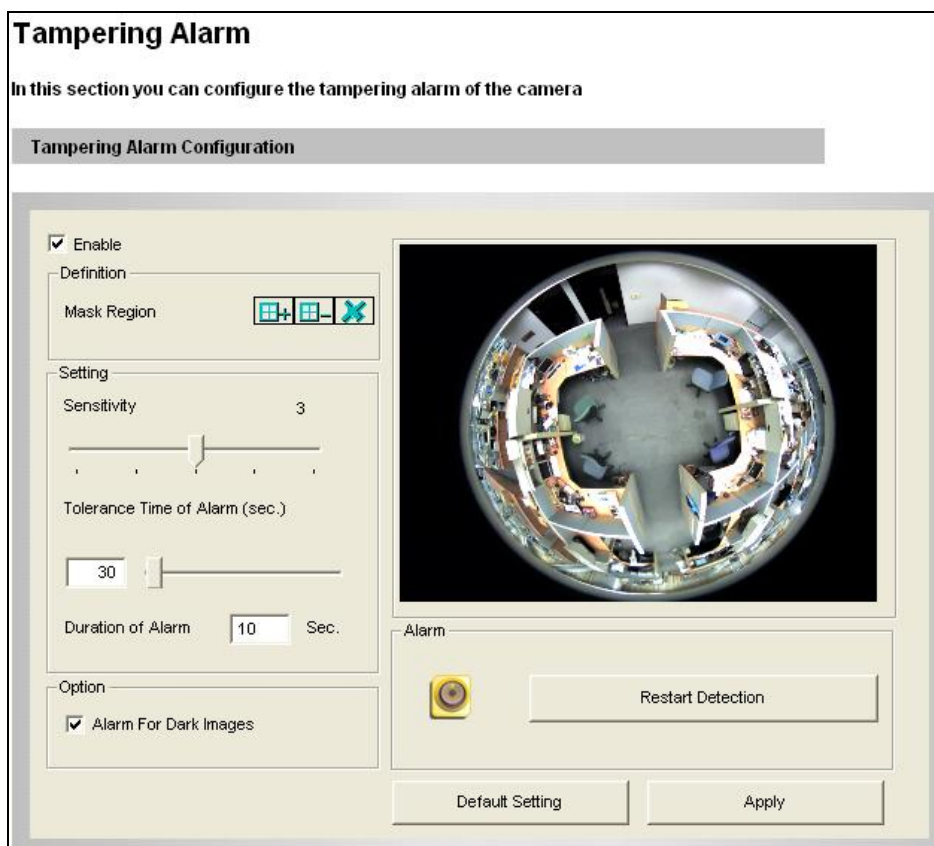 Tampering Alarm
In this section you can configure the tampering alarm of the camera
Tampering Alarm Configuration
Enable
Definition
Mask Region
Setting
Sensitivity 3
Tolerance Time of Alarm (sec.)
30
Duration of Alarm 10 Sec.
Option
Alarm For Dark Images
Alarm
Restart Detection
Default Setting
Apply